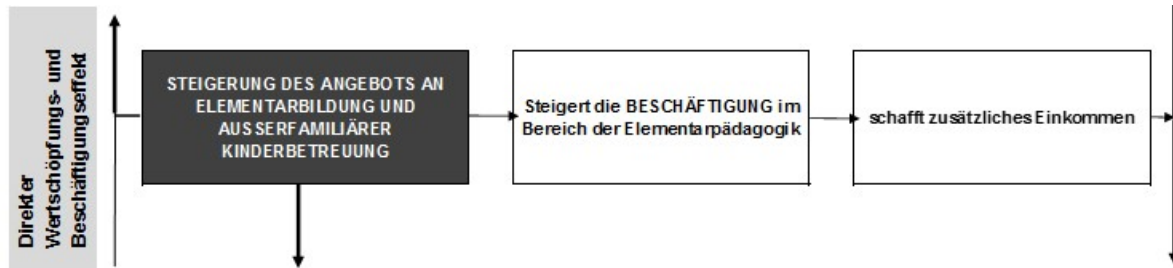 Direkter
Wertschöpfungs- und
Beschäftigungseffekt
STEIGERUNG DES ANGEBOTS AN
ELEMENTARBILDUNG UND
AUSSERFAMILIÄRER
KINDERBETREUUNG
Steigert die BESCHÄFTIGUNG im
Bereich der Elementarpädagogik
schafft zusätzliches Einkommen